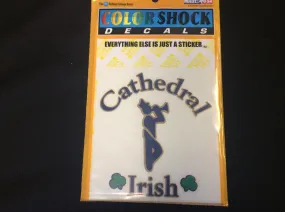 COLOR SHOCK
DECALS
EVERYTHING ELSE IS JUST A STICKER ...
Cathedral
Irish